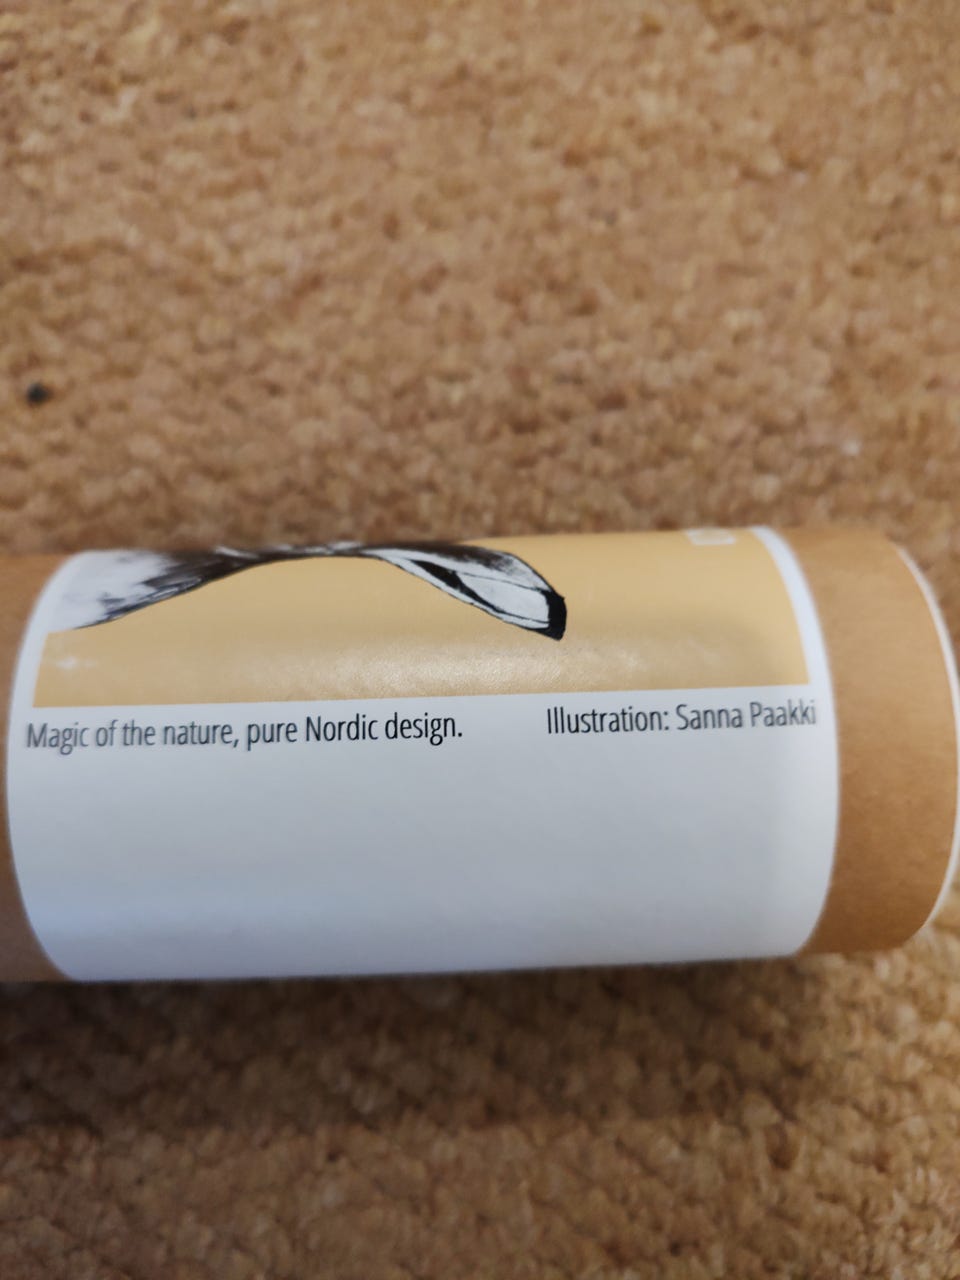 Magic of the nature, pure Nordic design. Illustration: Sanna Paakki